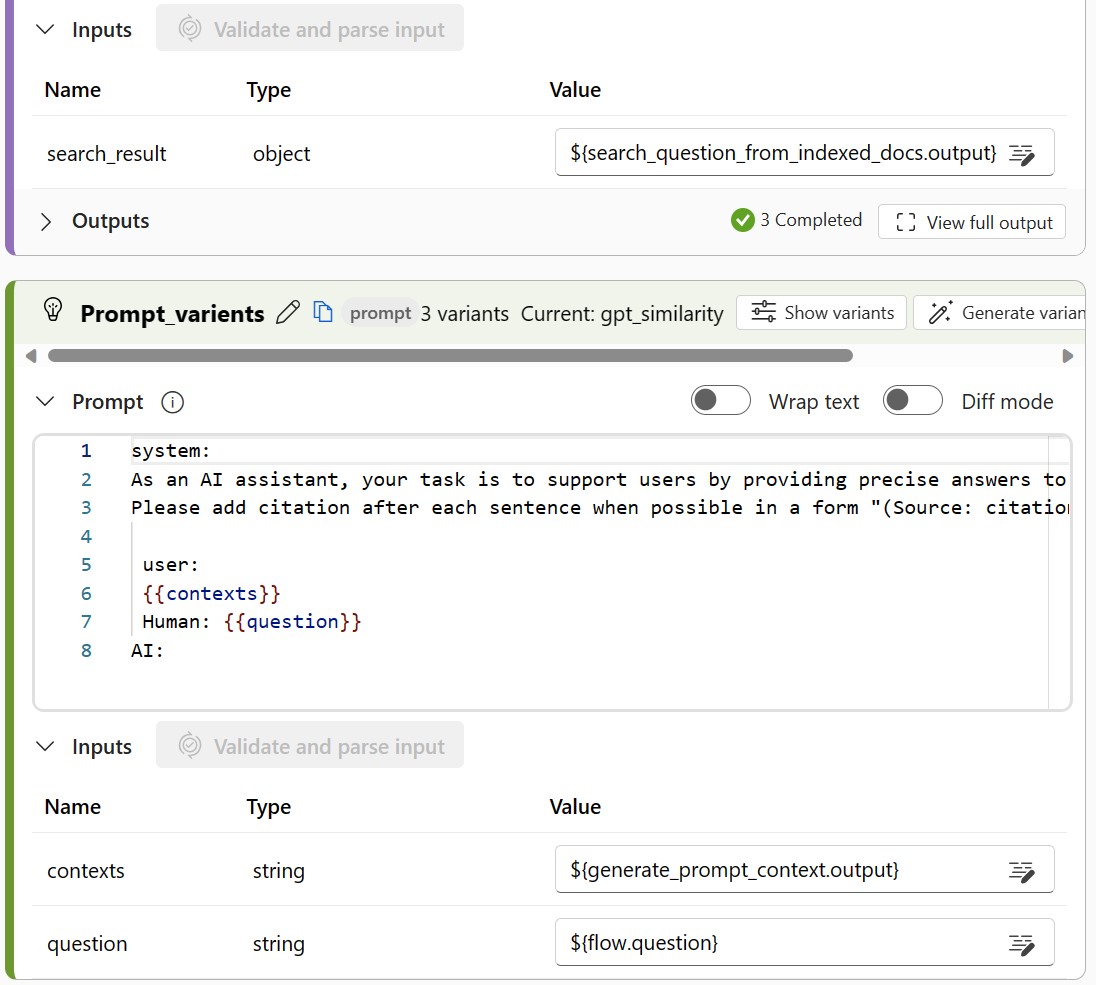 Inputs Validate and parse input
Name Type Value
search_result object ${search_question_from_indexed_docs.output}
Outputs 3 Completed View full output
Prompt_varients prompt 3 variants Current: gpt_similarity Show variants Generate varian
Prompt Wrap text Diff mode
1 system:
2 As an AI assistant, your task is to support users by providing precise answers to
3 Please add citation after each sentence when possible in a form "(Source: citation
4
5 user:
6 {{contexts}}
7 Human: {{question}}
8 AI:
Inputs Validate and parse input
Name Type Value
contexts string ${generate_prompt_context.output}
question string ${flow.question}